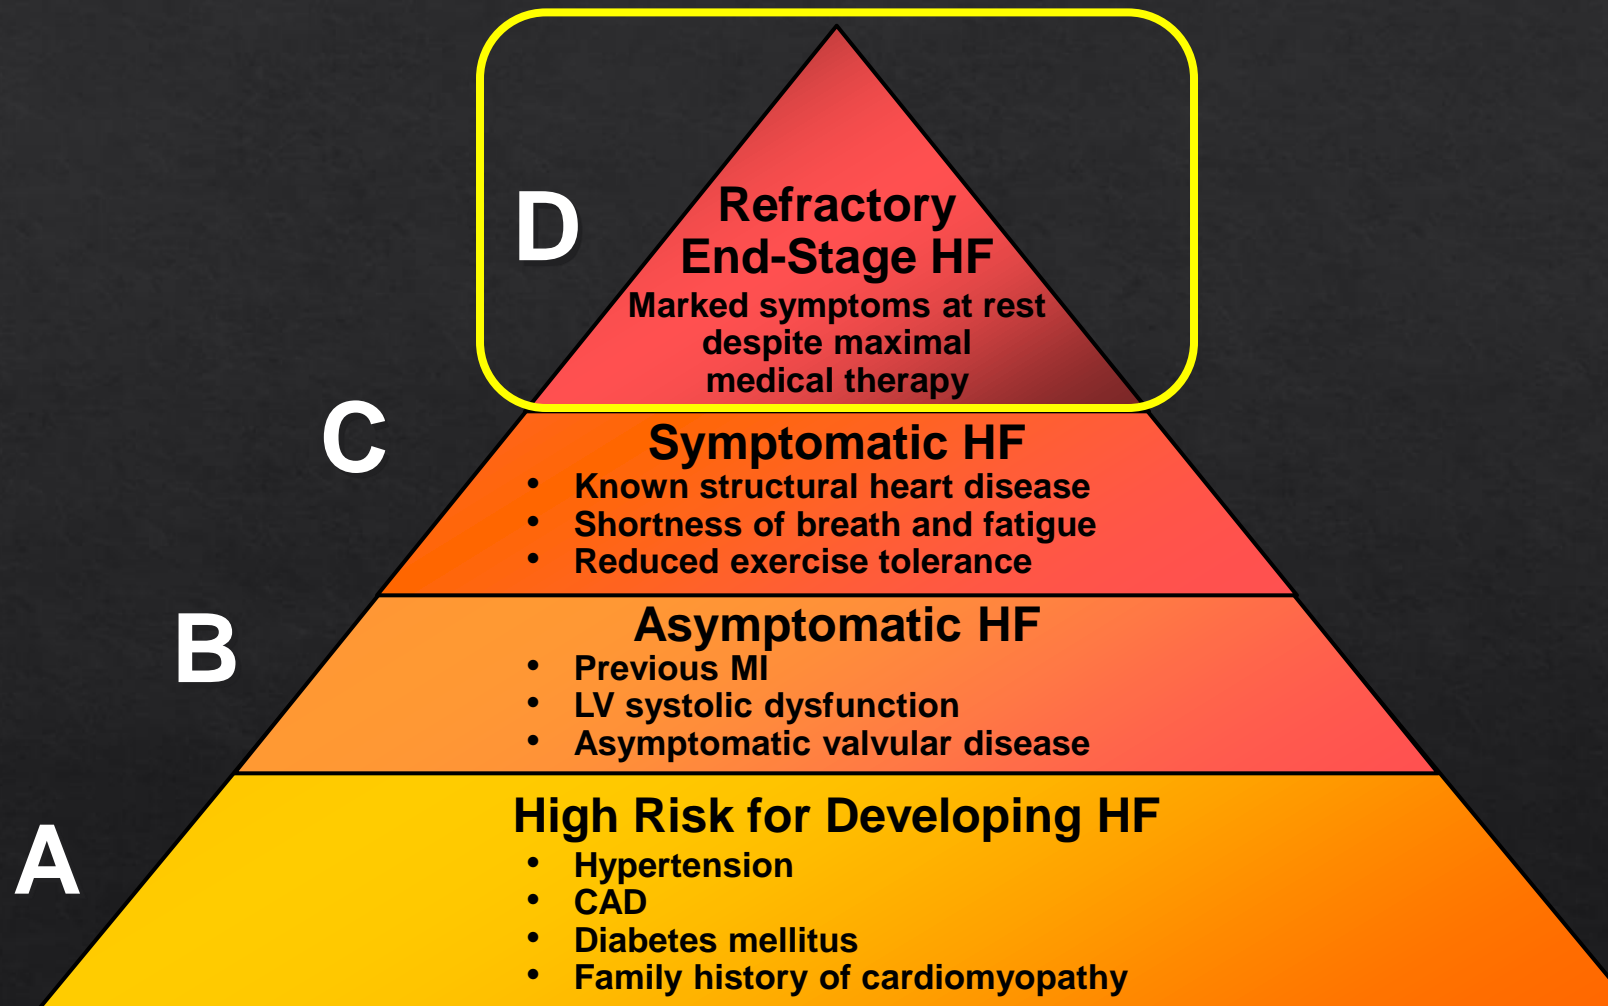 D
Refractory
End-Stage HF
Marked symptoms at rest
despite maximal
medical therapy
C
Symptomatic HF
• Known structural heart disease
• Shortness of breath and fatigue
• Reduced exercise tolerance
B
Asymptomatic HF
• Previous MI
• LV systolic dysfunction
• Asymptomatic valvular disease
A
High Risk for Developing HF
• Hypertension
• CAD
• Diabetes mellitus
• Family history of cardiomyopathy